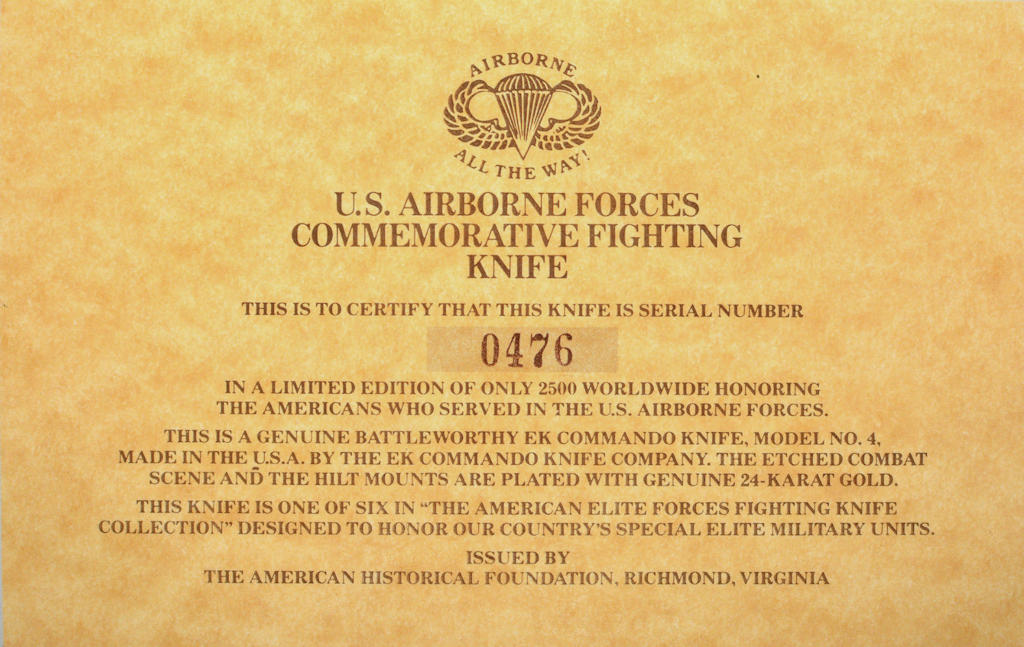 AIRBORNE
ALL THE WAY!
U.S. AIRBORNE FORCES
COMMEMORATIVE FIGHTING
KNIFE
THIS IS TO CERTIFY THAT THIS KNIFE IS SERIAL NUMBER
0476
IN A LIMITED EDITION OF ONLY 2500 WORLDWIDE HONORING
THE AMERICANS WHO SERVED IN THE U.S. AIRBORNE FORCES.
THIS IS A GENUINE BATTLEWORTHY EK COMMANDO KNIFE, MODEL NO. 4,
MADE IN THE U.S.A. BY THE EK COMMANDO KNIFE COMPANY. THE ETCHED COMBAT
SCENE AND THE HILT MOUNTS ARE PLATED WITH GENUINE 24-KARAT GOLD.
THIS KNIFE IS ONE OF SIX IN “THE AMERICAN ELITE FORCES FIGHTING KNIFE
COLLECTION” DESIGNED TO HONOR OUR COUNTRY’S SPECIAL ELITE MILITARY UNITS.
ISSUED BY
THE AMERICAN HISTORICAL FOUNDATION, RICHMOND, VIRGINIA